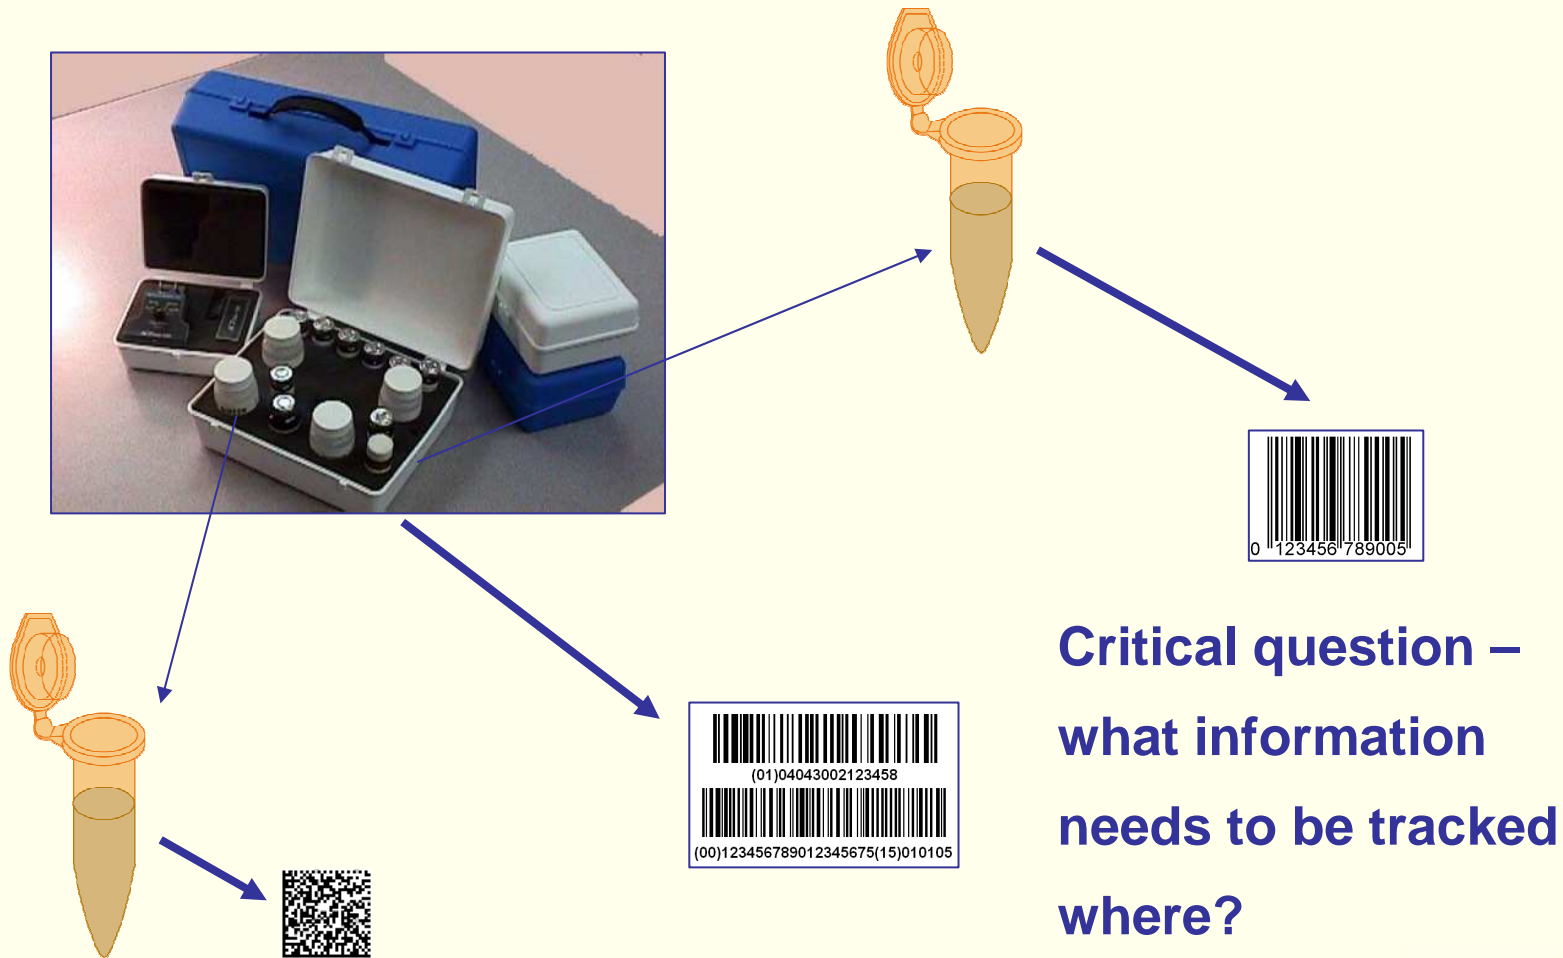 0 123456 789005
(01)04043002123458
(00)123456789012345675(15)010105
Critical question –
what information
needs to be tracked
where?